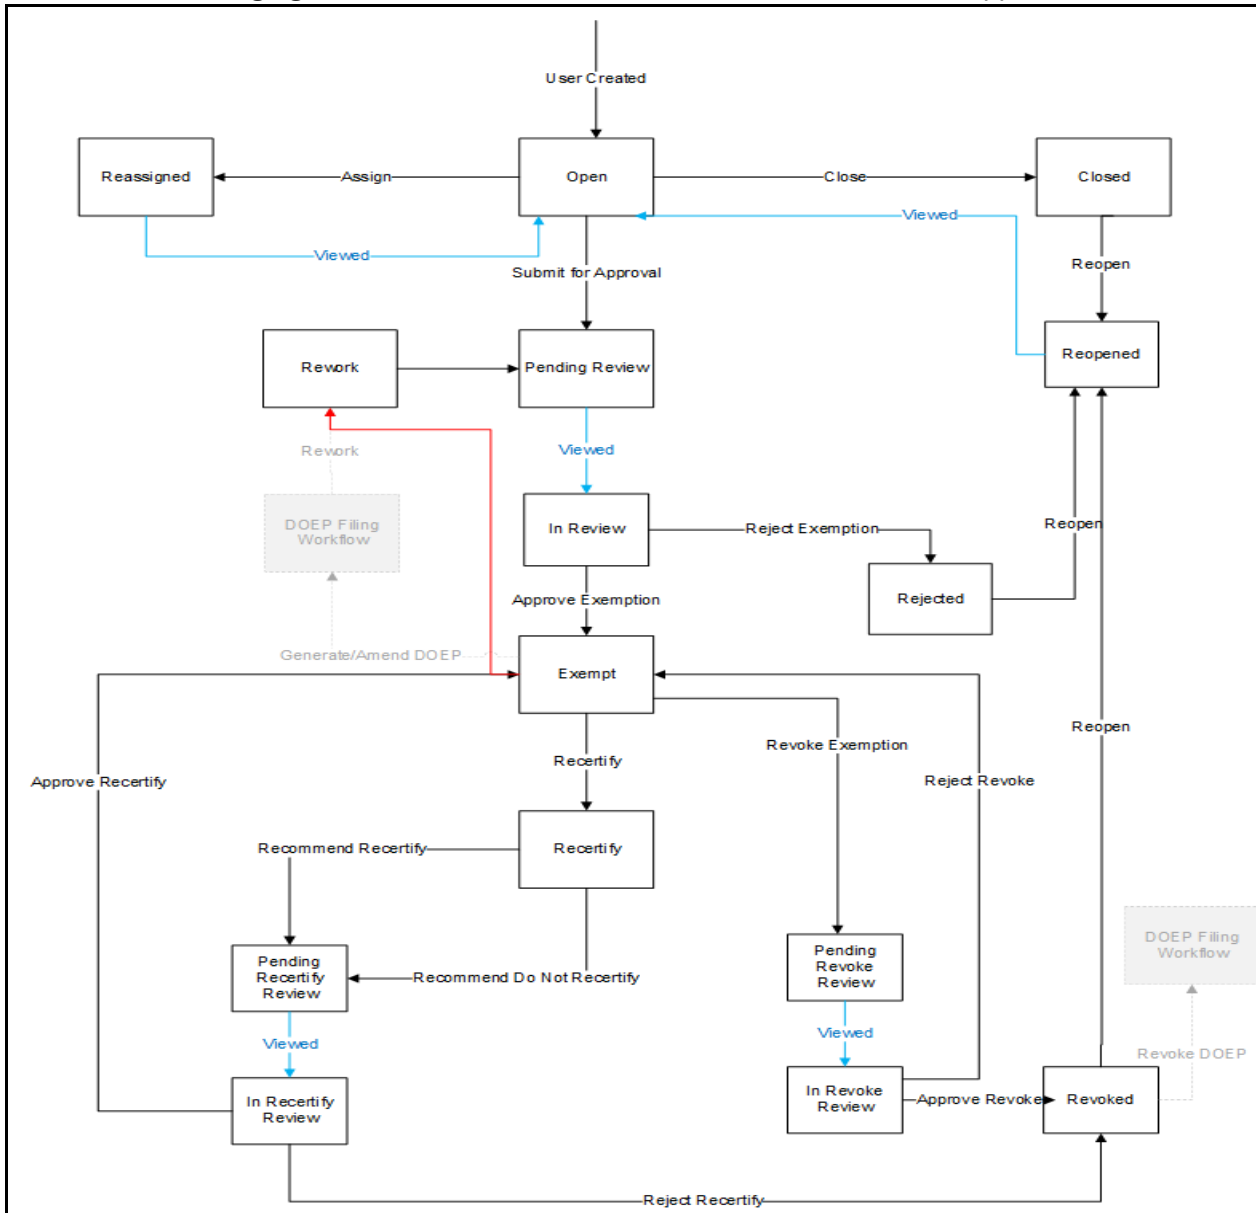 User Created
Reassigned
Assign
Open
Close
Closed
Viewed
Viewed
Submit for Approval
Reopen
Rework
Pending Review
Reopened
Rework
Viewed
DOEP Filing
Workflow
In Review
Reject Exemption
Reopen
Approve Exemption
Rejected
Generate/Amend DOEP
Exempt
Reopen
Revoke Exemption
Recertify
Approve Recertify
Reject Revoke
Recommend Recertify
Recertify
DOEP Filing
Workflow
Pending
Recertify
Review
Recommend Do Not Recertify
Pending
Revoke
Review
Viewed
Viewed
Revoke DOEP
In Recertify
Review
In Revoke
Review
Approve Revoke
Revoked
Reject Recertify